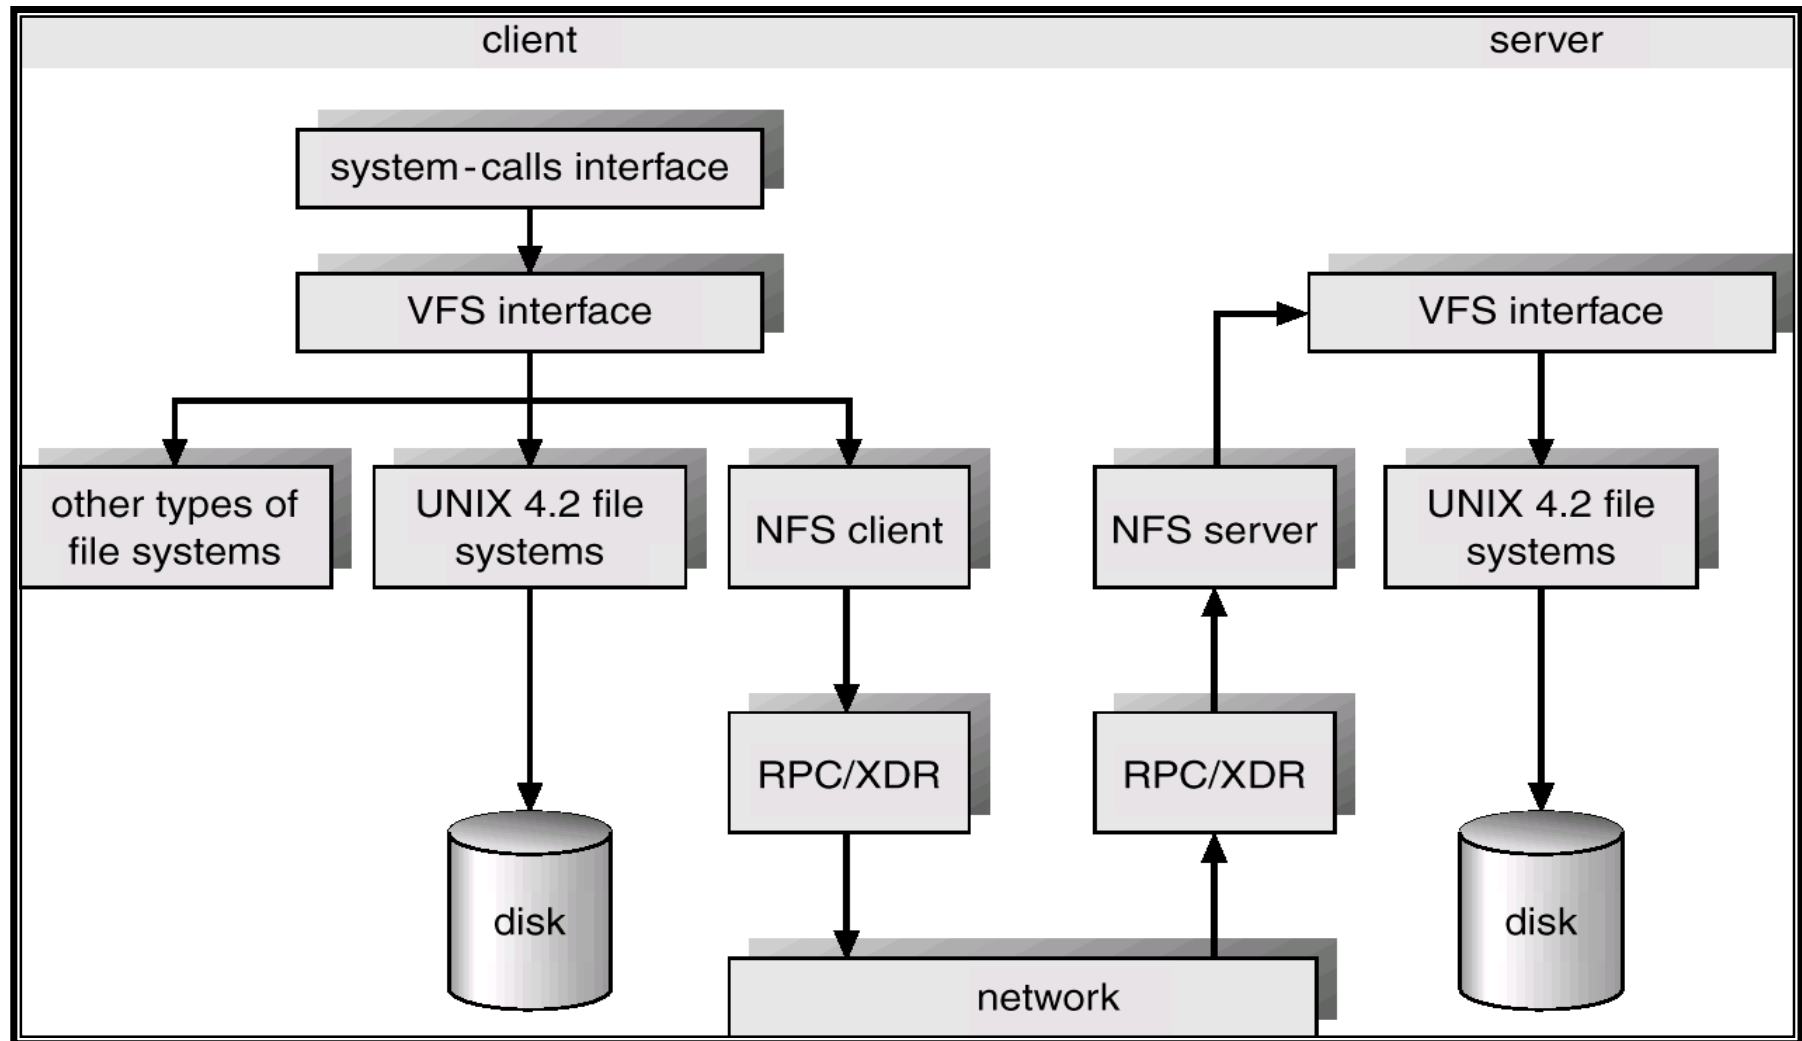 client
server
system-calls interface
VFS interface
VFS interface
other types of
file systems
UNIX 4.2 file
systems
NFS client
NFS server
UNIX 4.2 file
systems
RPC/XDR
RPC/XDR
disk
disk
network